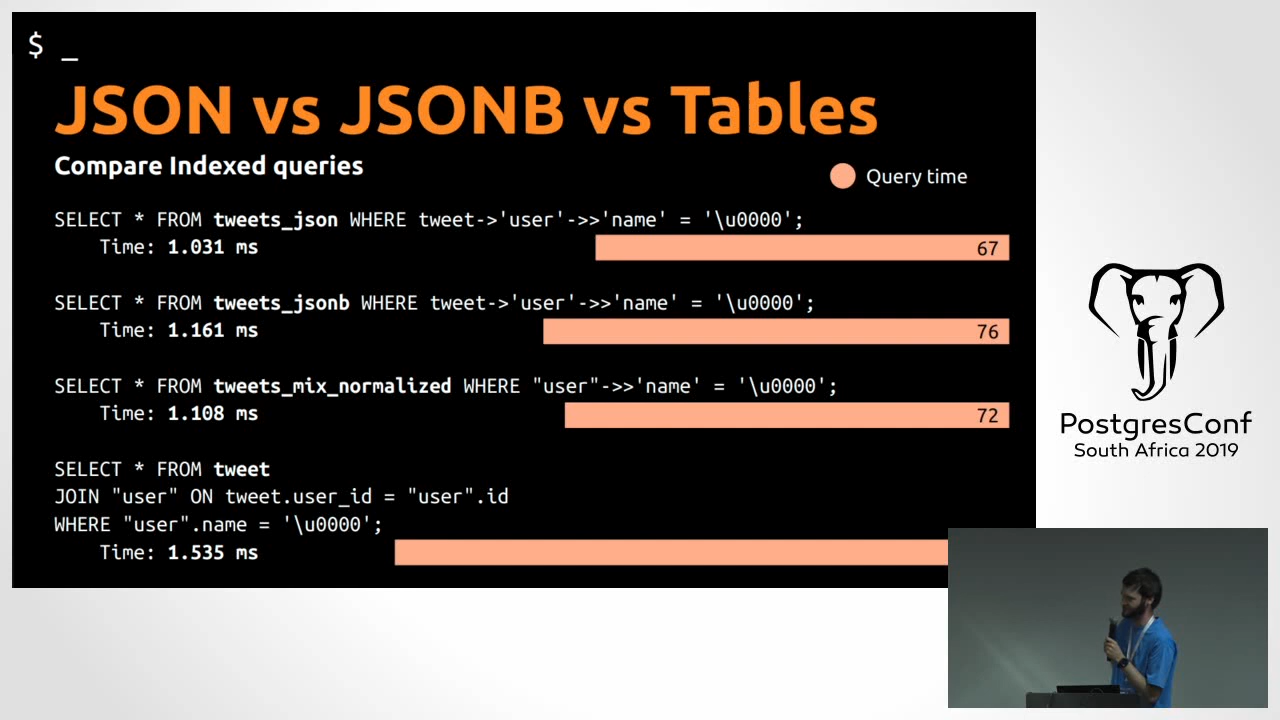 $ _
JSON vs JSONB vs Tables
Compare Indexed queries
Query time
SELECT * FROM tweets_json WHERE tweet->'user'->>'name' = '\u0000';
Time: 1.031 ms
67
SELECT * FROM tweets_jsonb WHERE tweet->'user'->>'name' = '\u0000';
Time: 1.161 ms
76
SELECT * FROM tweets_mix_normalized WHERE "user"->>'name' = '\u0000';
Time: 1.108 ms
72
SELECT * FROM tweet
JOIN "user" ON tweet.user_id = "user".id
WHERE "user".name = '\u0000';
Time: 1.535 ms
PostgresConf
South Africa 2019